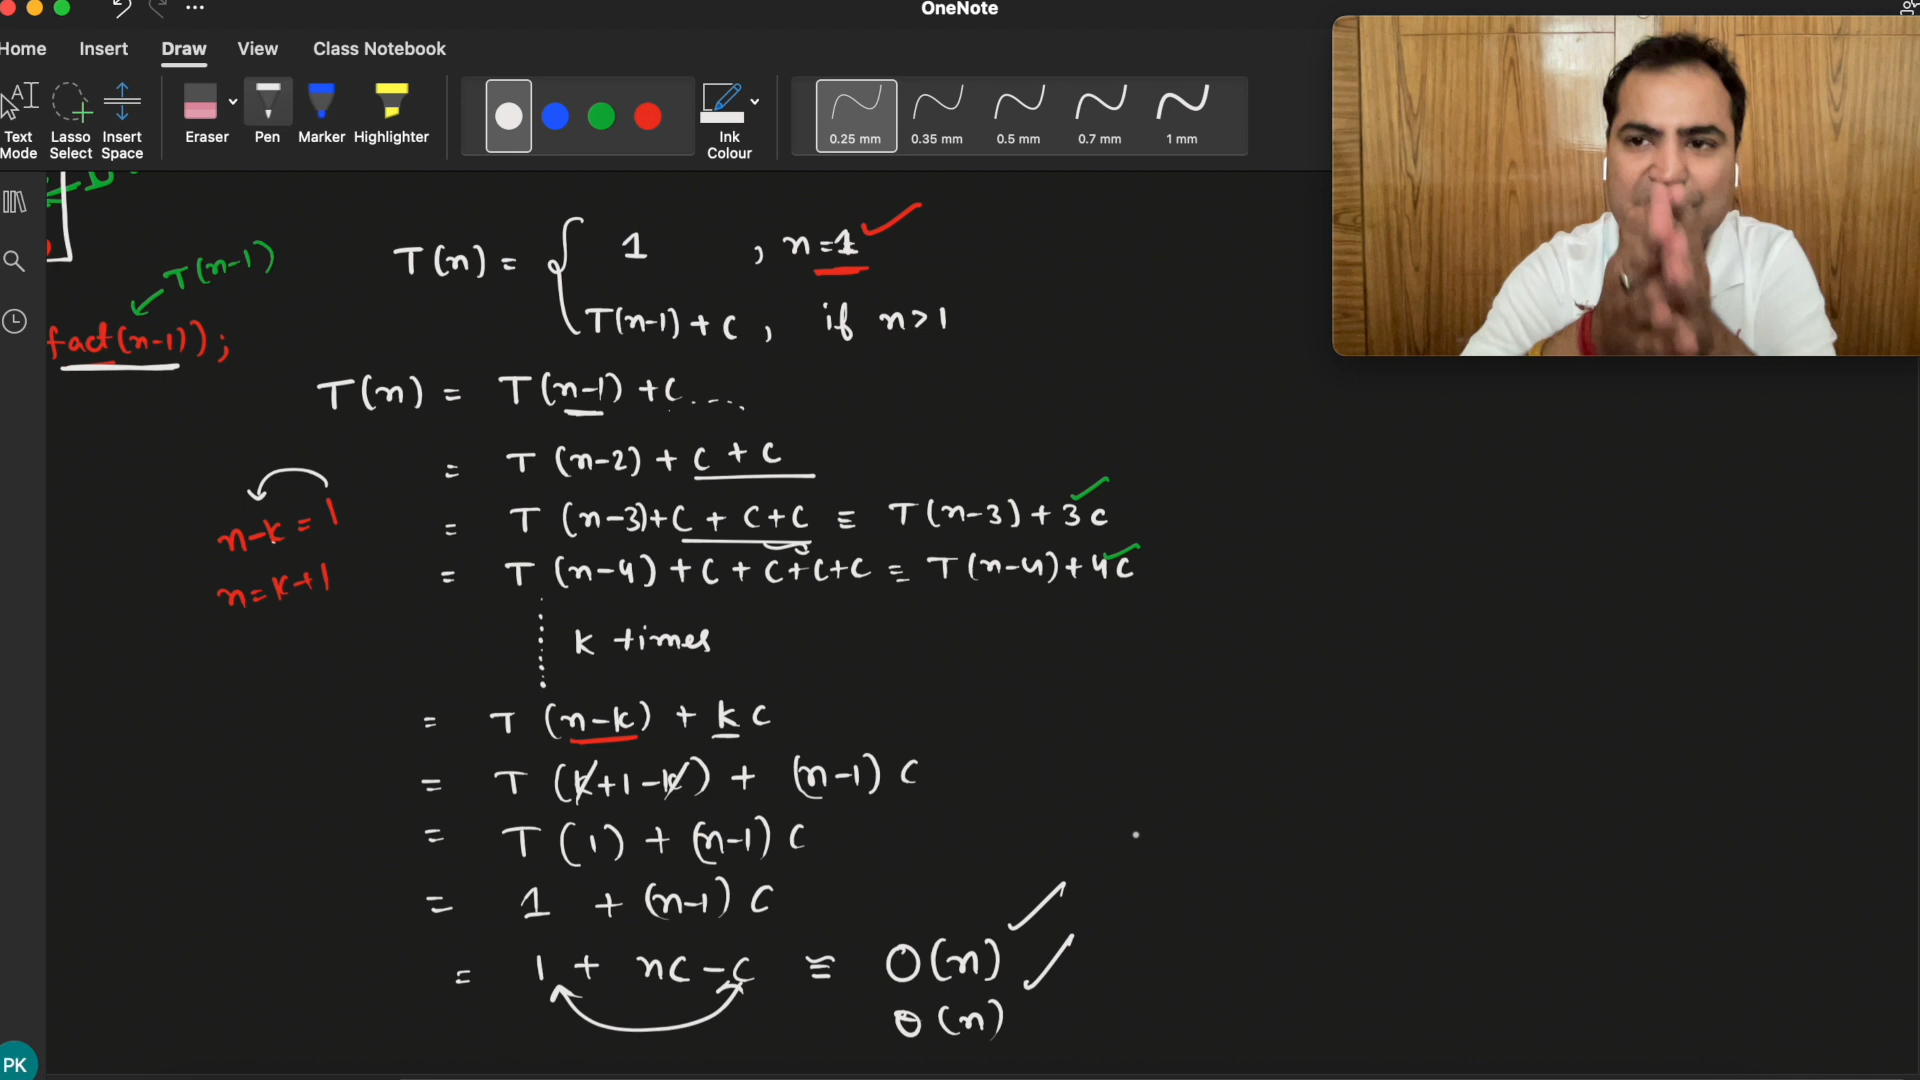 OneNote
Home Insert Draw View Class Notebook
Text Mode
Lasso Select
Insert Space
Eraser
Pen
Marker
Highlighter
Ink Colour
0.25 mm
0.35 mm
0.5 mm
0.7 mm
1 mm
T(n-1)
fact(n-1));
T(n) = { 1 , n=1
T(n-1) + C , if n>1
T(n) = T(n-1) + C ....
= T(n-2) + C + C
= T(n-3)+C + C+C ≡ T(n-3) + 3C
= T(n-4) + C + C+C+C ≡ T(n-4) + 4C
n-k = 1
n=k+1
k times
= T(n-k) + kC
= T(k+1-k) + (n-1) C
= T(1) + (n-1) C
= 1 + (n-1) C
= 1 + nC - C ≡ O(n)
θ(n)
PK